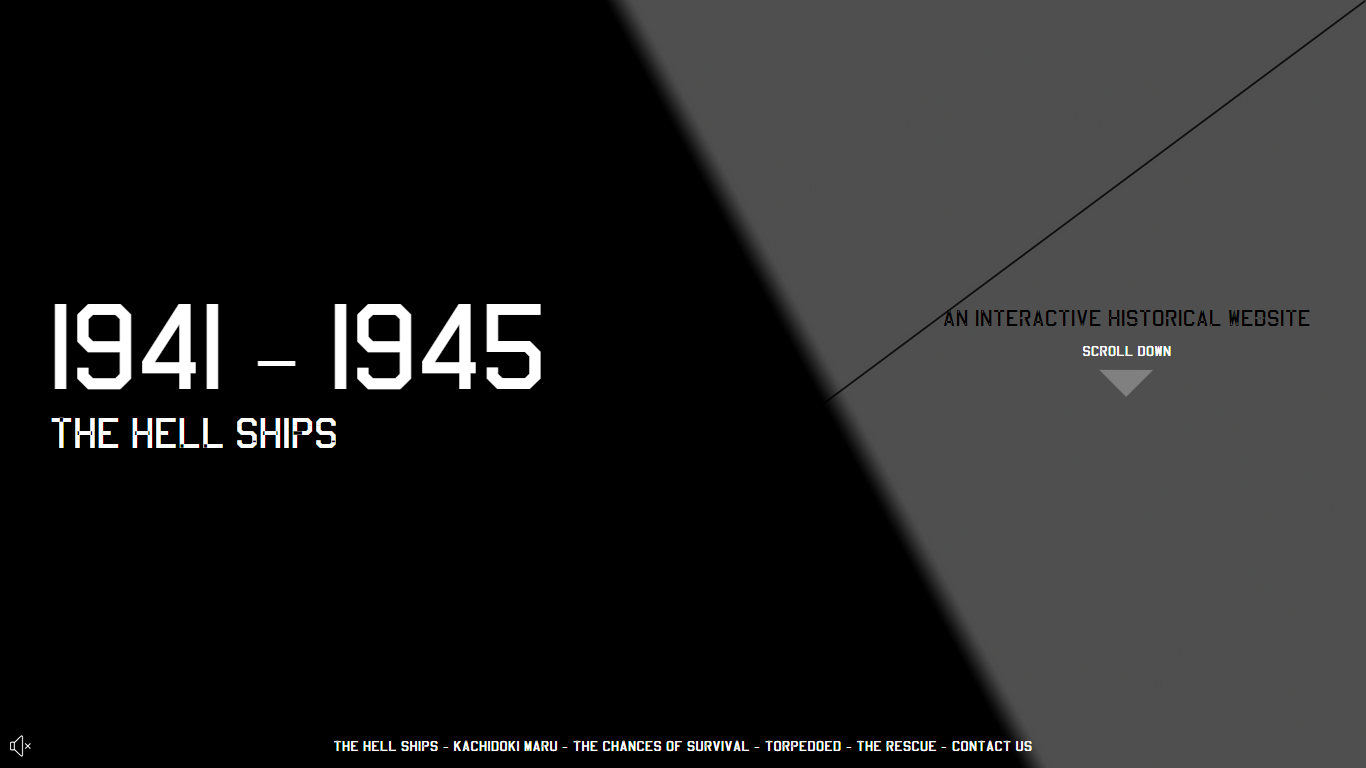 1941 – 1945
THE HELL SHIPS
AN INTERACTIVE HISTORICAL WEBSITE
SCROLL DOWN
THE HELL SHIPS - KACHIDOKI MARU - THE CHANCES OF SURVIVAL - TORPEDOED - THE RESCUE - CONTACT US